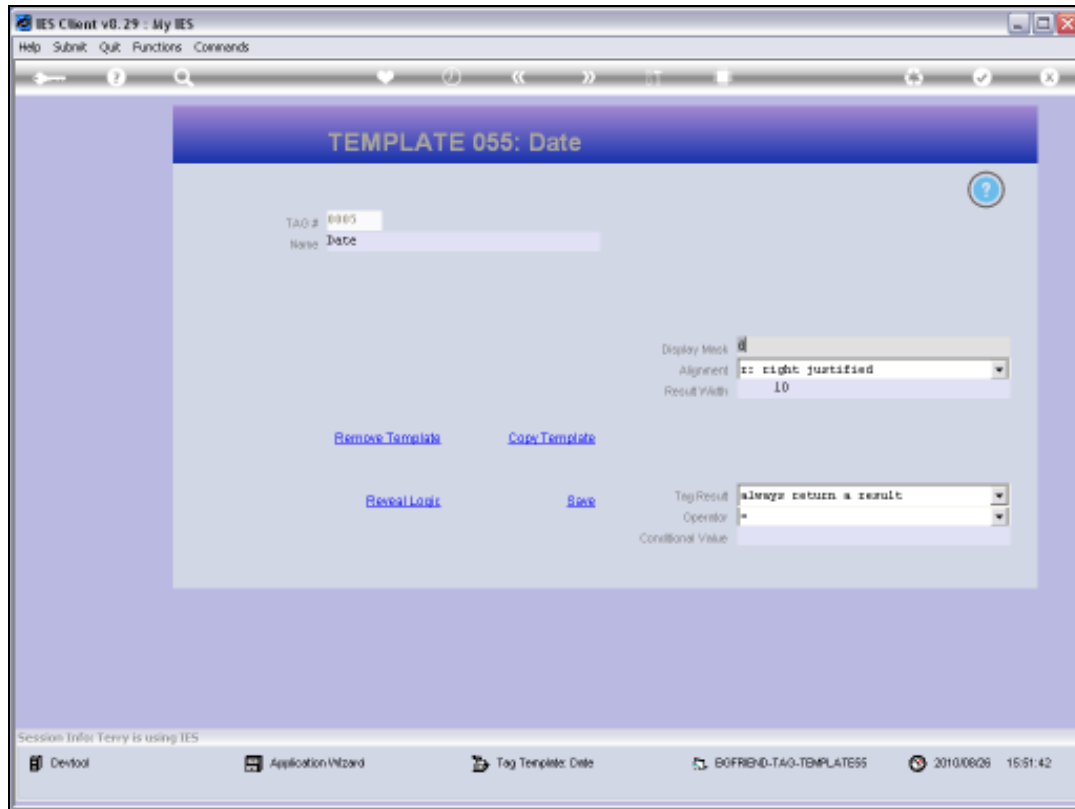 IES Client v8.29 : My IES
Help Submit Quit Functions Commands
TEMPLATE 055: Date
TAG # 0005
Name Date
Display Mask d
Alignment r: right justified
Result Width 10
Remove Template Copy Template
Reveal Logic Save
Tag Result always return a result
Operator =
Conditional Value
Session Info: Terry is using IES
Devtool Application Wizard Tag Template: Date BGFRIEND-TAG-TEMPLATE55 2010/08/26 15:51:42